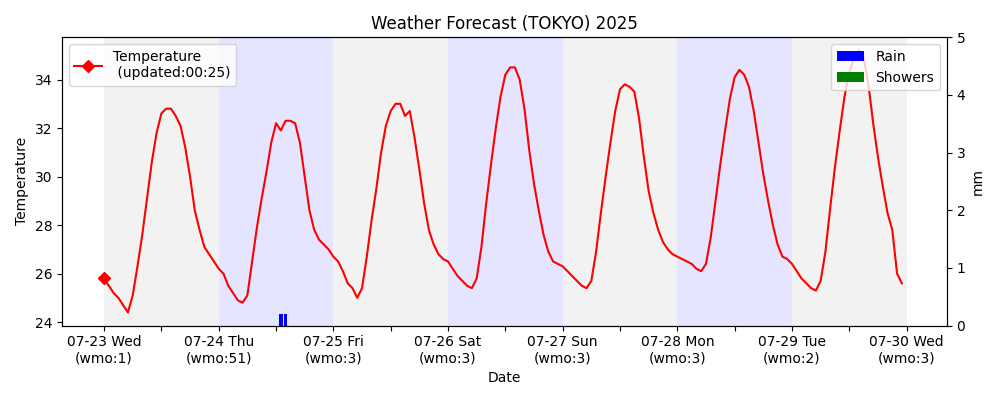 Weather Forecast (TOKYO) 2025
Temperature
(updated:00:25)
Rain
Showers
Temperature
34
32
30
28
26
24
5
4
3
2
1
0
mm
07-23 Wed
(wmo:1)
07-24 Thu
(wmo:51)
07-25 Fri
(wmo:3)
07-26 Sat
(wmo:3)
07-27 Sun
(wmo:3)
07-28 Mon
(wmo:3)
07-29 Tue
(wmo:2)
07-30 Wed
(wmo:3)
Date